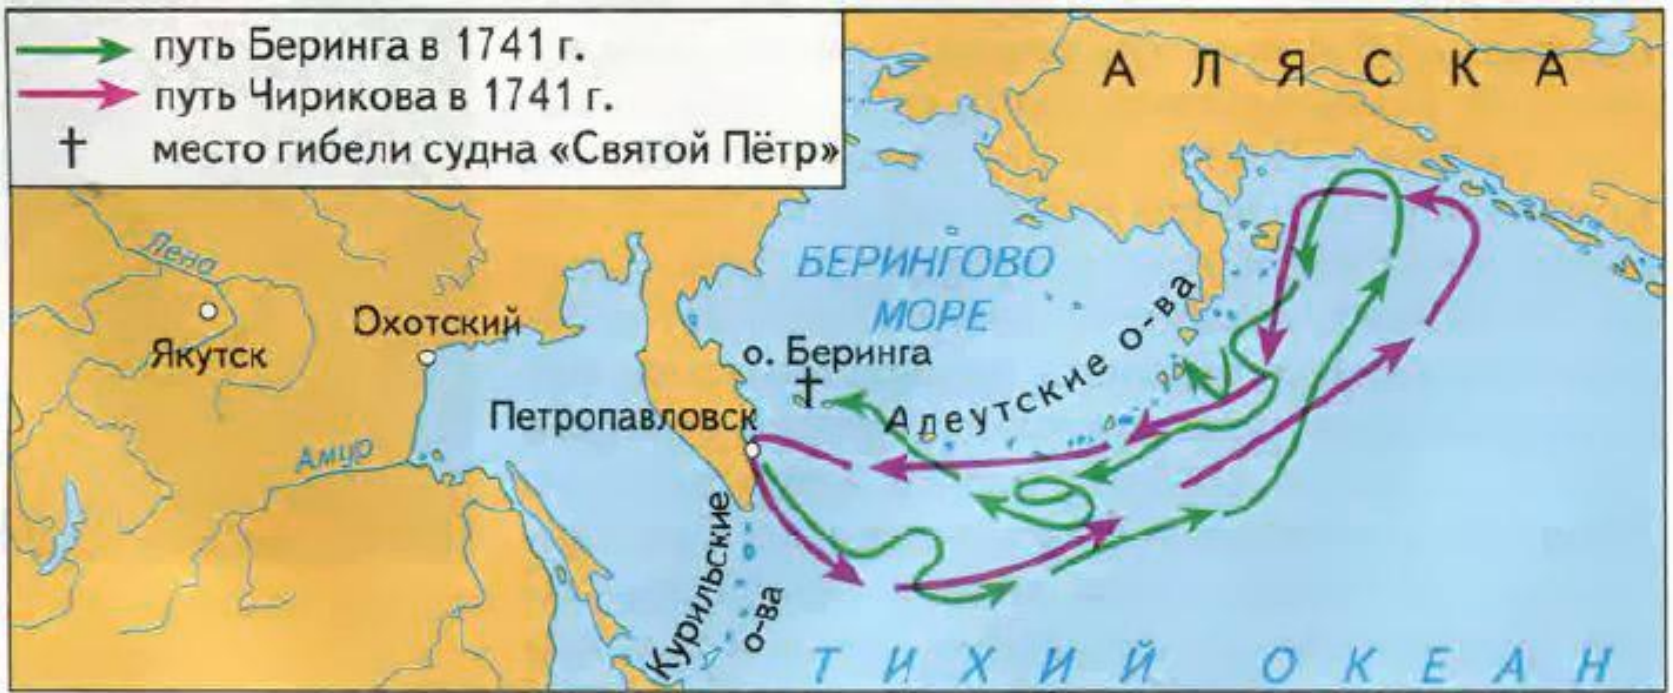 путь Беринга в 1741 г.
путь Чирикова в 1741 г.
место гибели судна «Святой Пётр»
АЛЯСКА
БЕРИНГОВО
МОРЕ
Лена
Якутск
Охотский
о. Беринга
Алеутские о-ва
Петропавловск
Амур
Курильские
о-ва
ТИХИЙ ОКЕАН